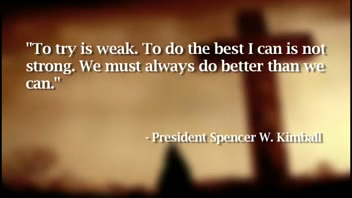 "To try is weak. To do the best I can is not
strong. We must always do better than we
can."
- President Spencer W. Kimball